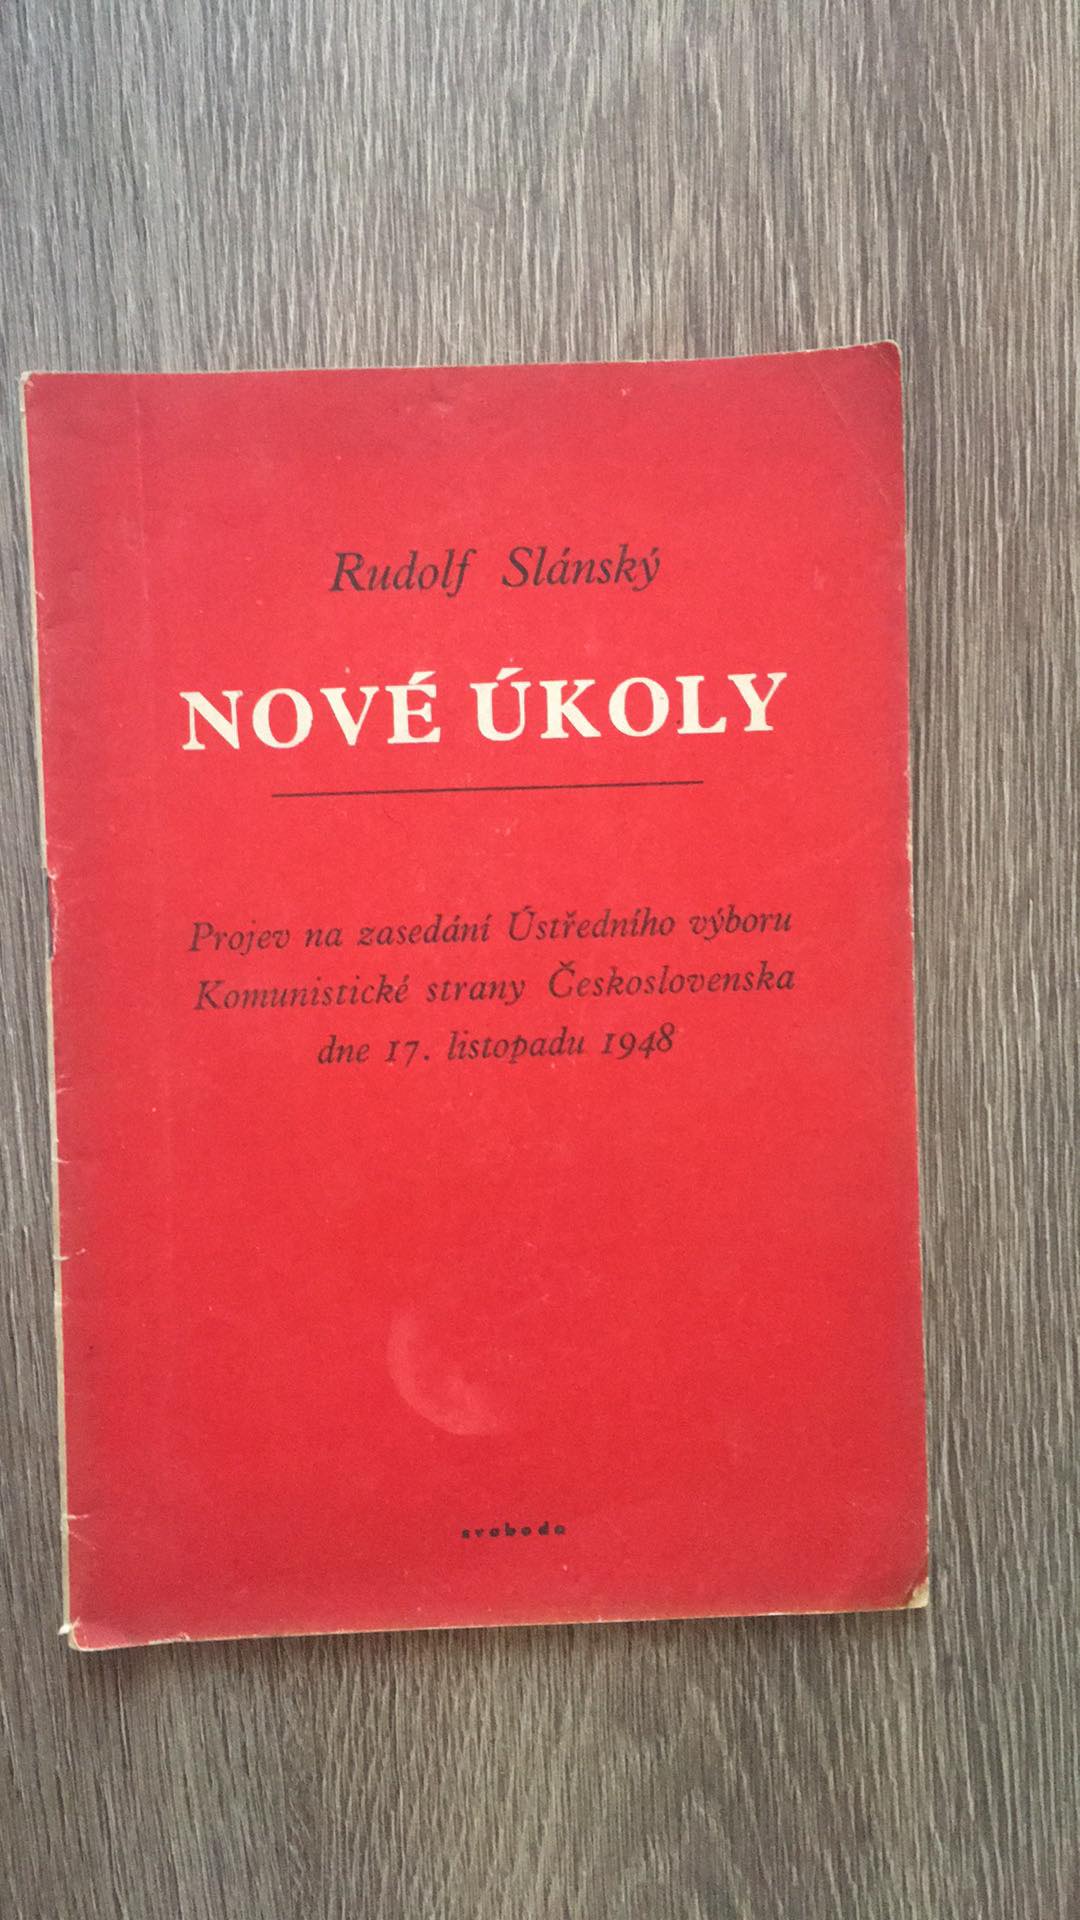 Rudolf Slánský
NOVÉ ÚKOLY
Projev na zasedání Ústředního výboru
Komunistické strany Československa
dne 17. listopadu 1948
svoboda